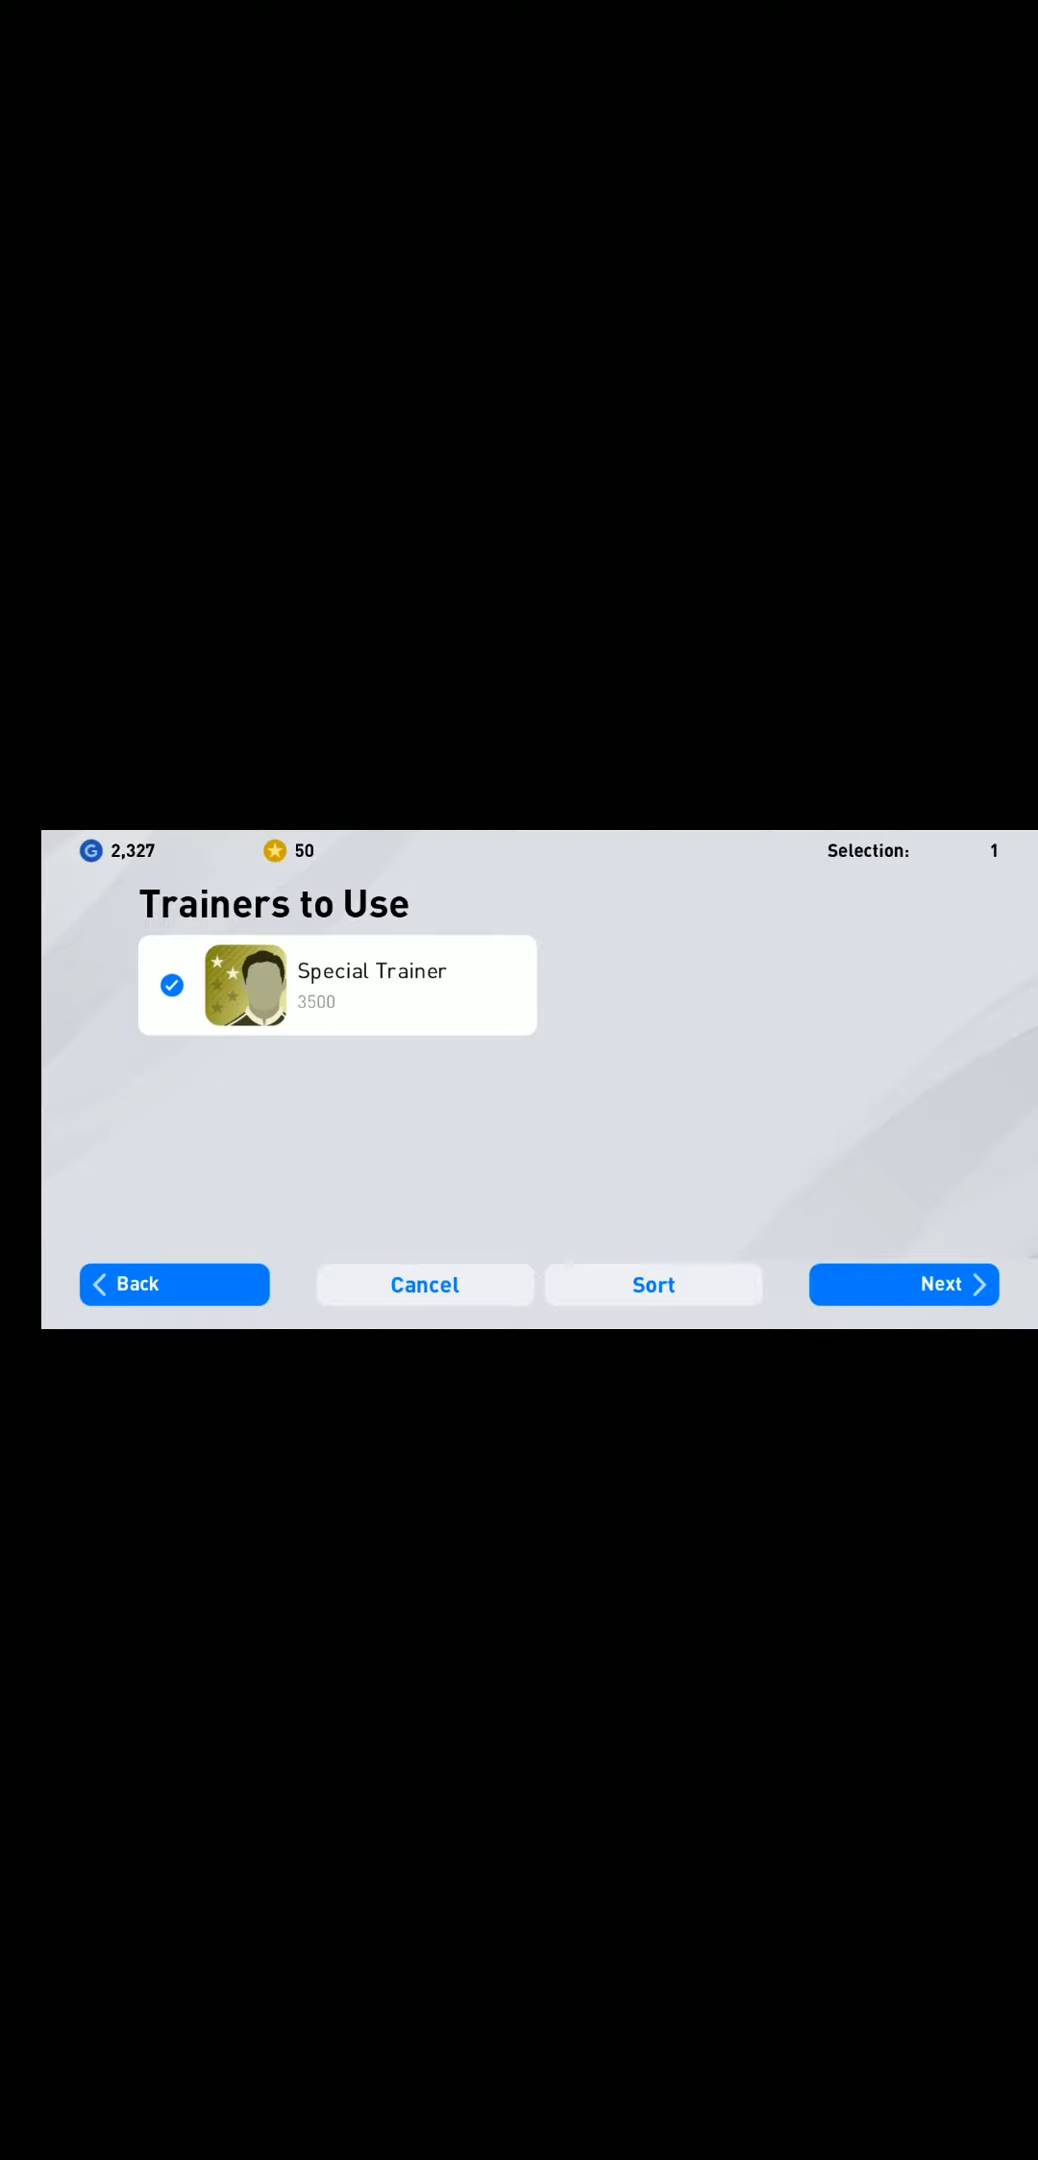 2,327
50
Selection: 1
Trainers to Use
Special Trainer
3500
Back
Cancel
Sort
Next